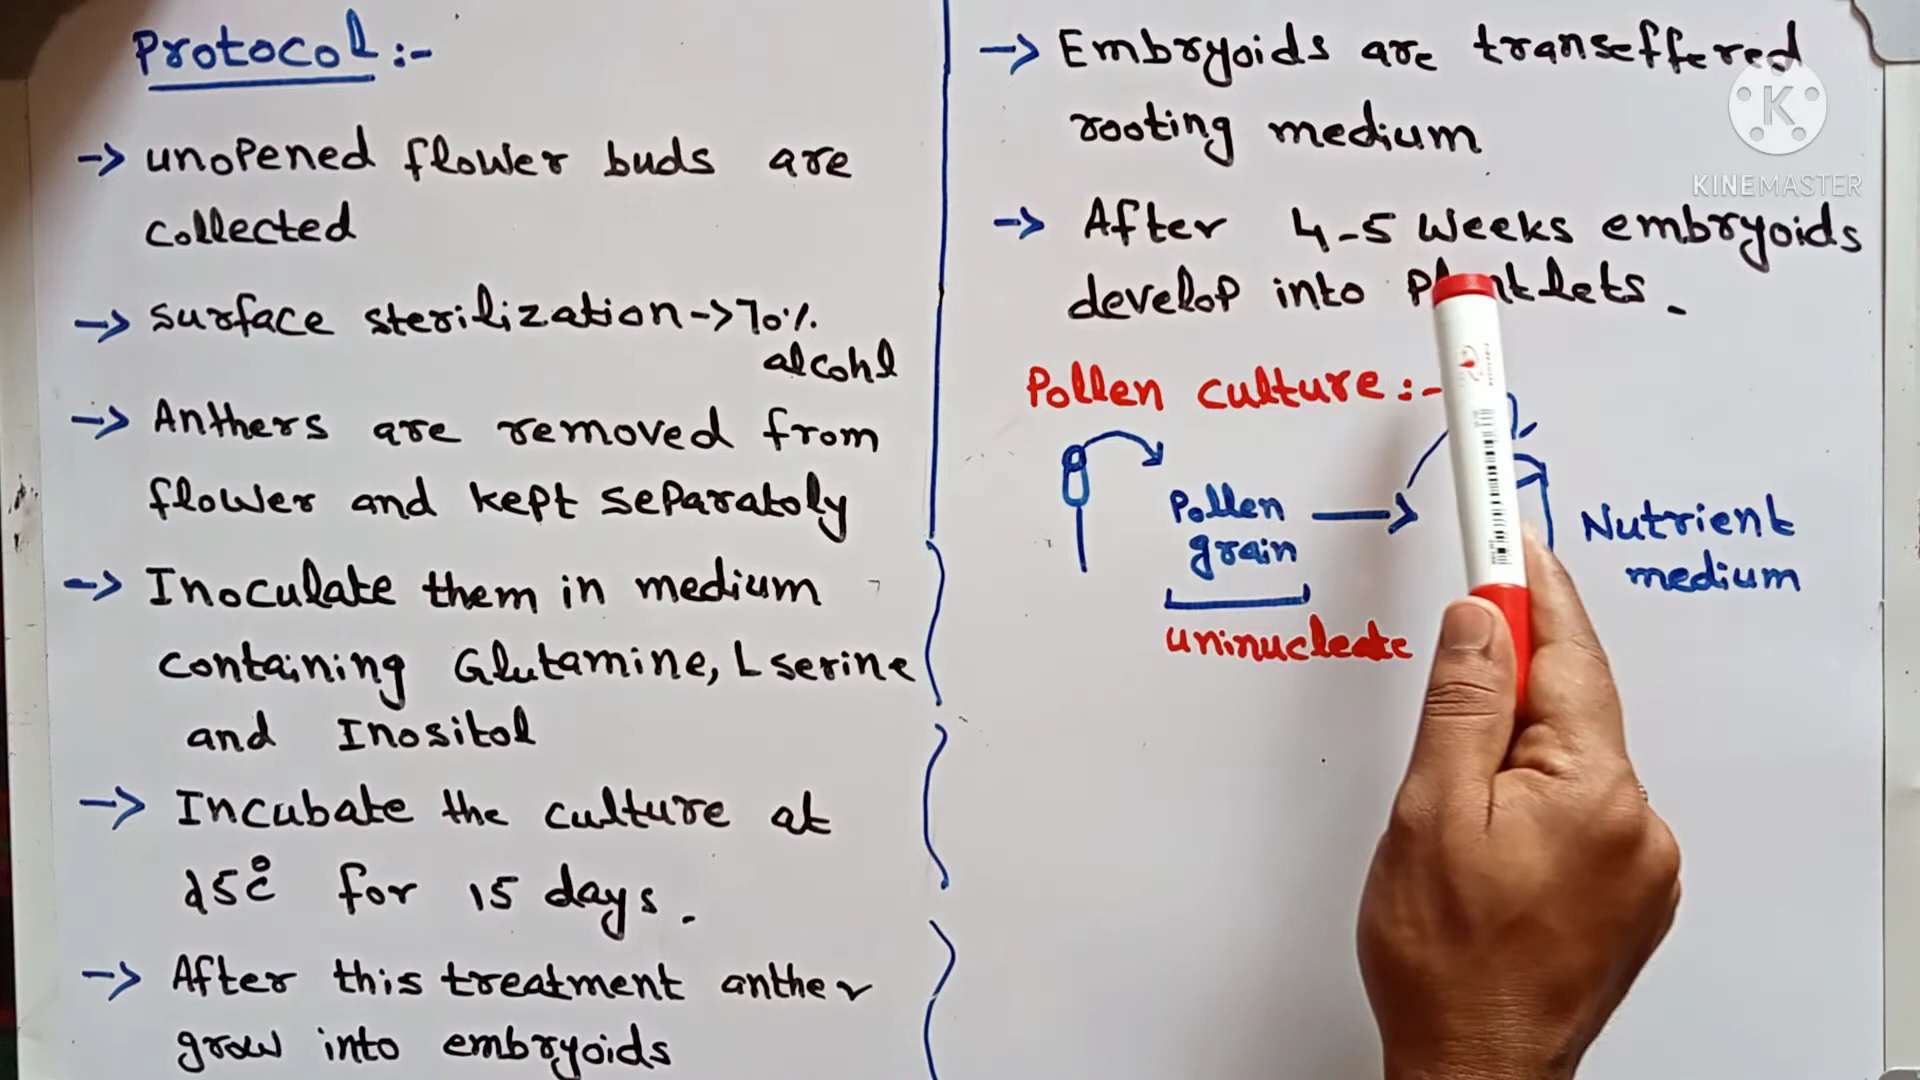 Protocol:-
-> unopened flower buds are
collected
-> surface sterilization -> 70%
alcohl
-> Anthers are removed from
flower and kept separatoly
-> Inoculate them in medium
containing Glutamine, L serine
and Inositol
-> Incubate the culture at
25°C for 15 days.
-> After this treatment anther
grow into embryoids
-> Embryoids are transeffered
rooting medium
-> After 4-5 weeks embryoids
develop into plantlets.
Pollen culture:-
Pollen
grain
uninucleate
Nutrient
medium
K
KINEMASTER